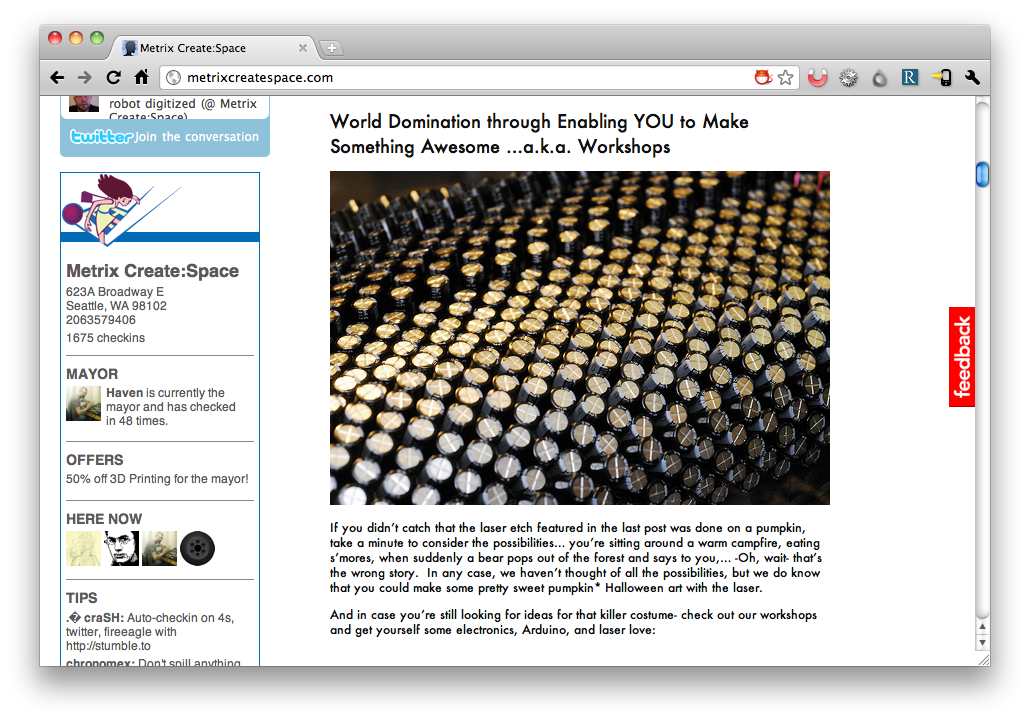 Metrix Create:Space
metrixcreatespace.com
R
robot digitized (@ Metrix
Create:Space)
twitter Join the conversation
Metrix Create:Space
623A Broadway E
Seattle, WA 98102
2063579406
1675 checkins
MAYOR
Haven is currently the
mayor and has checked
in 48 times.
OFFERS
50% off 3D Printing for the mayor!
HERE NOW
TIPS
.� craSH: Auto-checkin on 4s,
twitter, fireeagle with
http://stumble.to
chronomex: Don't spill anything
World Domination through Enabling YOU to Make
Something Awesome ...a.k.a. Workshops
If you didn't catch that the laser etch featured in the last post was done on a pumpkin,
take a minute to consider the possibilities... you're sitting around a warm campfire, eating
s'mores, when suddenly a bear pops out of the forest and says to you,... -Oh, wait- that's
the wrong story.  In any case, we haven't thought of all the possibilities, but we do know
that you could make some pretty sweet pumpkin* Halloween art with the laser.
And in case you're still looking for ideas for that killer costume- check out our workshops
and get yourself some electronics, Arduino, and laser love:
feedback